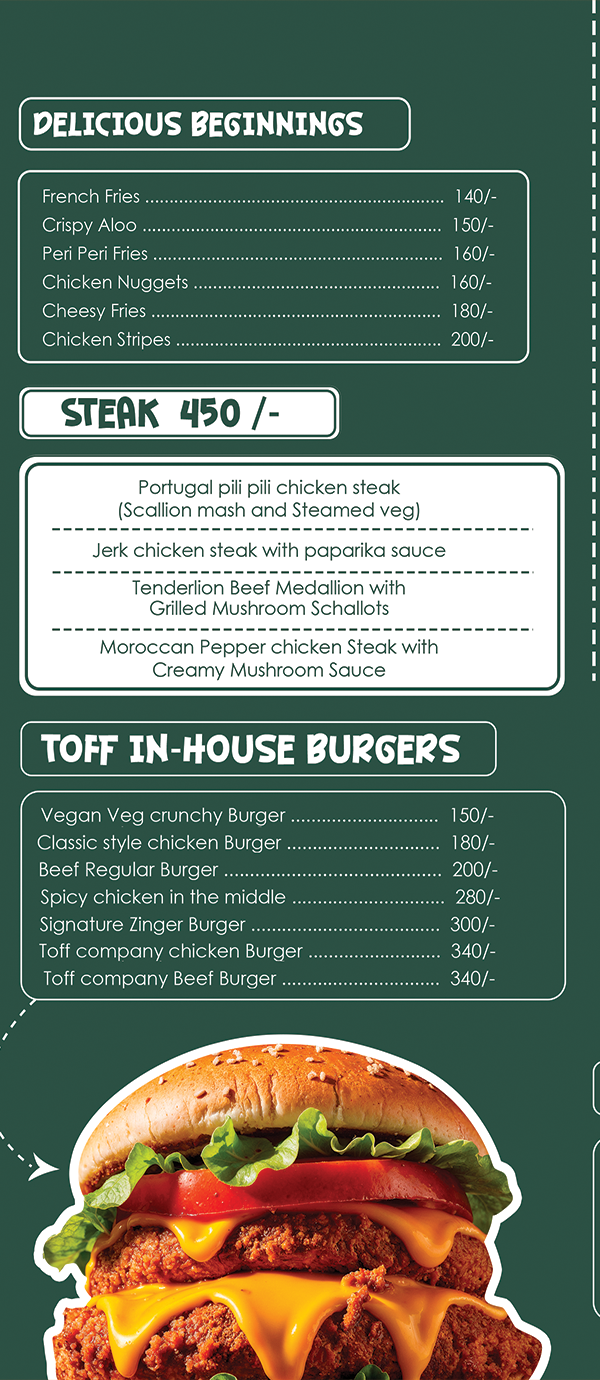 DELICIOUS BEGINNINGS
French Fries .............................................................. 140/-
Crispy Aloo .............................................................. 150/-
Peri Peri Fries ............................................................ 160/-
Chicken Nuggets ................................................... 160/-
Cheesy Fries ............................................................ 180/-
Chicken Stripes ....................................................... 200/-
STEAK 450 /-
Portugal pili pili chicken steak
(Scallion mash and Steamed veg)
Jerk chicken steak with paparika sauce
Tenderlion Beef Medallion with
Grilled Mushroom Schallots
Moroccan Pepper chicken Steak with
Creamy Mushroom Sauce
TOFF IN-HOUSE BURGERS
Vegan Veg crunchy Burger .............................. 150/-
Classic style chicken Burger ............................... 180/-
Beef Regular Burger ............................................. 200/-
Spicy chicken in the middle ............................... 280/-
Signature Zinger Burger ....................................... 300/-
Toff company chicken Burger ........................... 340/-
Toff company Beef Burger ................................ 340/-